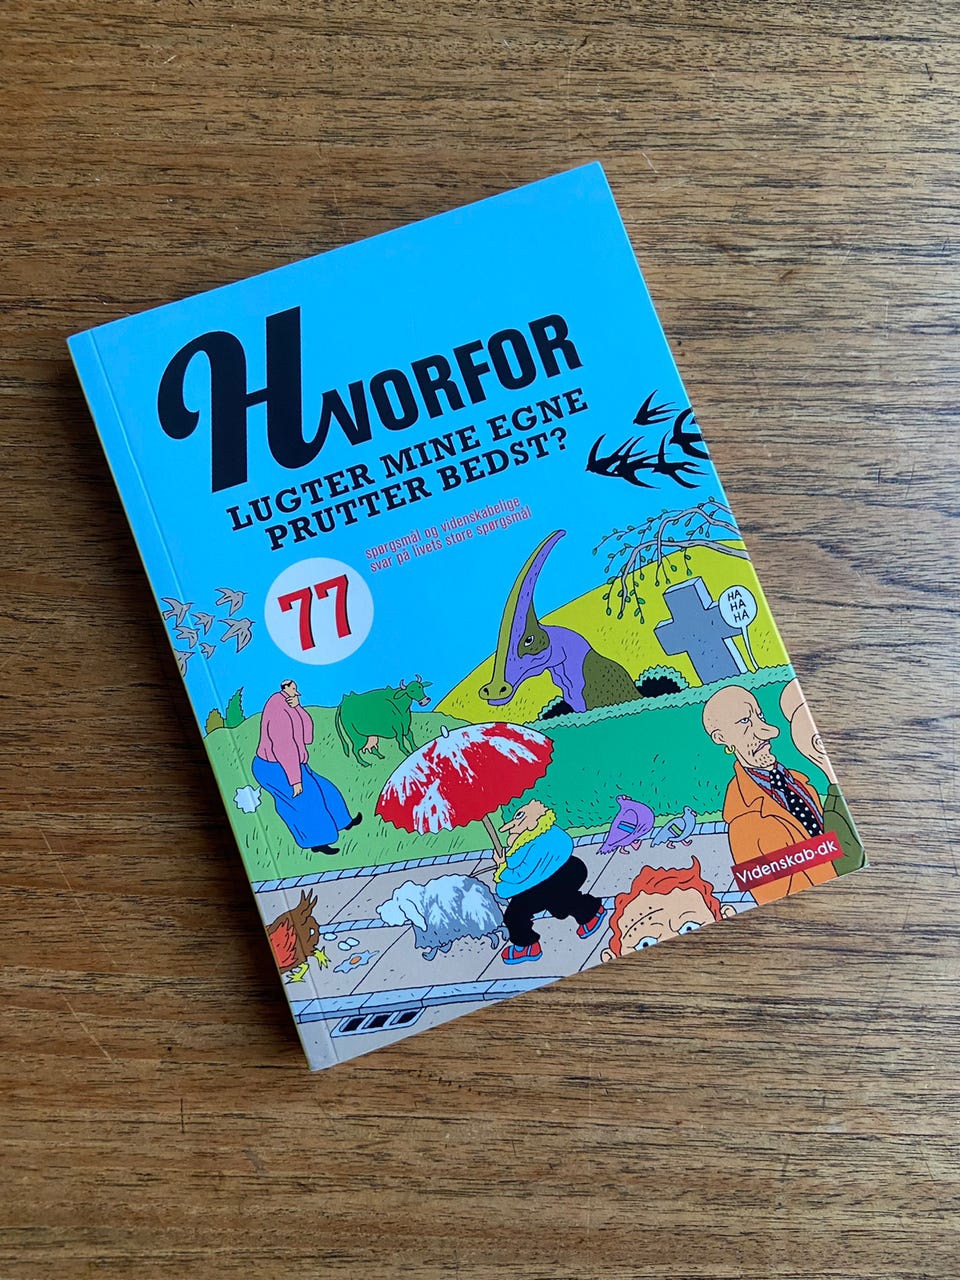 HVORFOR
LUGTER MINE EGNE
PRUTTER BEDST?
77
spørgsmål og videnskabelige
svar på livets store spørgsmål
HA
HA
HA
Videnskab.dk